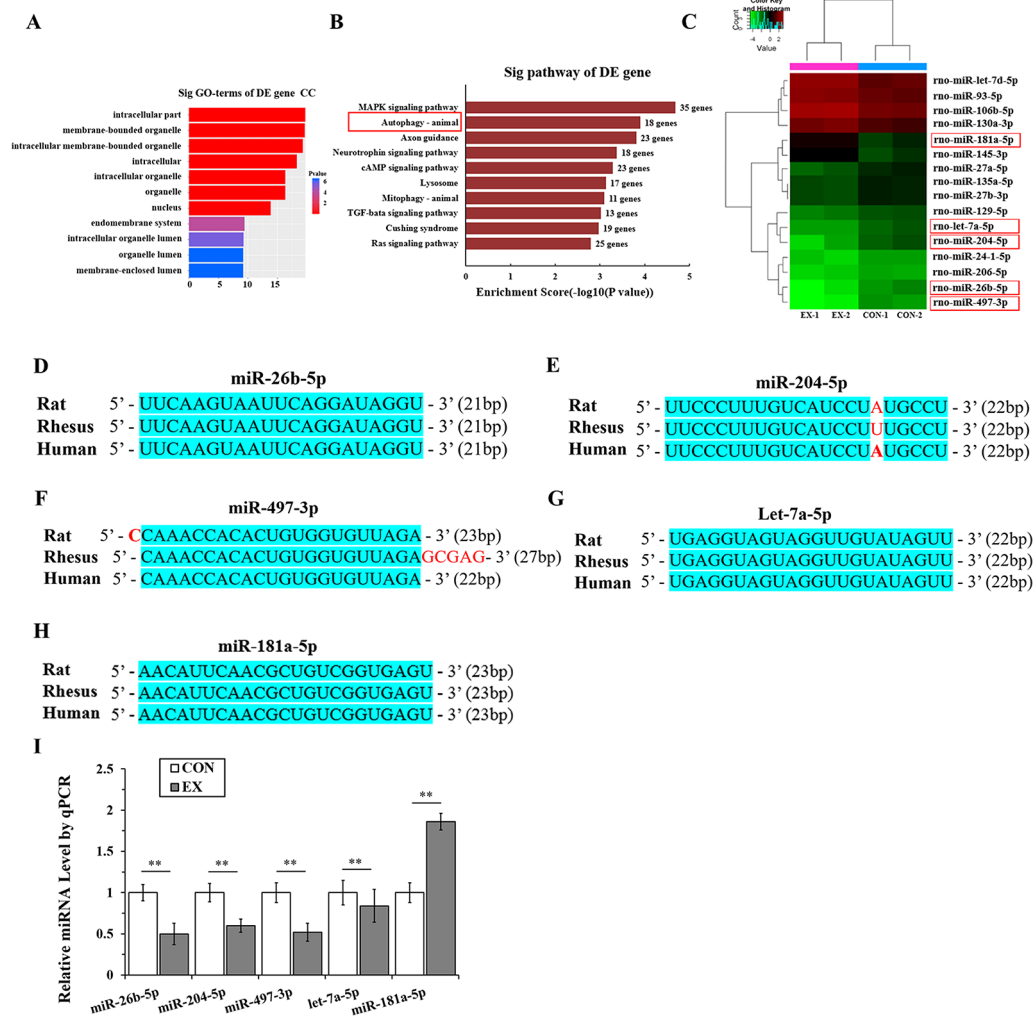 A
Sig GO-terms of DE gene CC
intracellular part
membrane-bounded organelle
intracellular membrane-bounded organelle
intracellular
intracellular organelle
organelle
nucleus
endomembrane system
intracellular organelle lumen
organelle lumen
membrane-enclosed lumen
0 5 10 15
Pvalue
6
4
2
B
Sig pathway of DE gene
MAPK signaling pathway 35 genes
Autophagy - animal 18 genes
Axon guidance 23 genes
Neurotrophin signaling pathway 18 genes
cAMP signaling pathway 23 genes
Lysosome 17 genes
Mitophagy - animal 11 genes
TGF-bata signaling pathway 13 genes
Cushing syndrome 19 genes
Ras signaling pathway 25 genes
0 1 2 3 4 5
Enrichment Score(-log10(P value))
C
Color Key
and Histogram
Count
-4 -2 0 2
Value
rno-miR-let-7d-5p
rno-miR-93-5p
rno-miR-106b-5p
rno-miR-130a-3p
rno-miR-181a-5p
rno-miR-145-3p
rno-miR-27a-5p
rno-miR-135a-5p
rno-miR-27b-3p
rno-miR-129-5p
rno-let-7a-5p
rno-miR-204-5p
rno-miR-24-1-5p
rno-miR-206-5p
rno-miR-26b-5p
rno-miR-497-3p
EX-1 EX-2 CON-1 CON-2
D
miR-26b-5p
Rat 5’ - UUCAAGUAAUUCAGGAUAGGU - 3’ (21bp)
Rhesus 5’ - UUCAAGUAAUUCAGGAUAGGU - 3’ (21bp)
Human 5’ - UUCAAGUAAUUCAGGAUAGGU - 3’ (21bp)
E
miR-204-5p
Rat 5’ - UUCCCUUUGUCAUCCUAUGCCU - 3’ (22bp)
Rhesus 5’ - UUCCCUUUGUCAUCCUUUGCCU - 3’ (22bp)
Human 5’ - UUCCCUUUGUCAUCCUAUGCCU - 3’ (22bp)
F
miR-497-3p
Rat 5’ - CCAAACCACACUGUGGUGUUAGA - 3’ (23bp)
Rhesus 5’ - CAAACCACACUGUGGUGUUAGAGCGAG- 3’ (27bp)
Human 5’ - CAAACCACACUGUGGUGUUAGA - 3’ (22bp)
G
Let-7a-5p
Rat 5’ - UGAGGUAGUAGGUUGUAUAGUU - 3’ (22bp)
Rhesus 5’ - UGAGGUAGUAGGUUGUAUAGUU - 3’ (22bp)
Human 5’ - UGAGGUAGUAGGUUGUAUAGUU - 3’ (22bp)
H
miR-181a-5p
Rat 5’ - AACAUUCAACGCUGUCGGUGAGU - 3’ (23bp)
Rhesus 5’ - AACAUUCAACGCUGUCGGUGAGU - 3’ (23bp)
Human 5’ - AACAUUCAACGCUGUCGGUGAGU - 3’ (23bp)
I
Relative miRNA Level by qPCR
CON
EX
2.5
2
1.5
1
0.5
0
** ** ** ** **
miR-26b-5p miR-204-5p miR-497-3p let-7a-5p miR-181a-5p